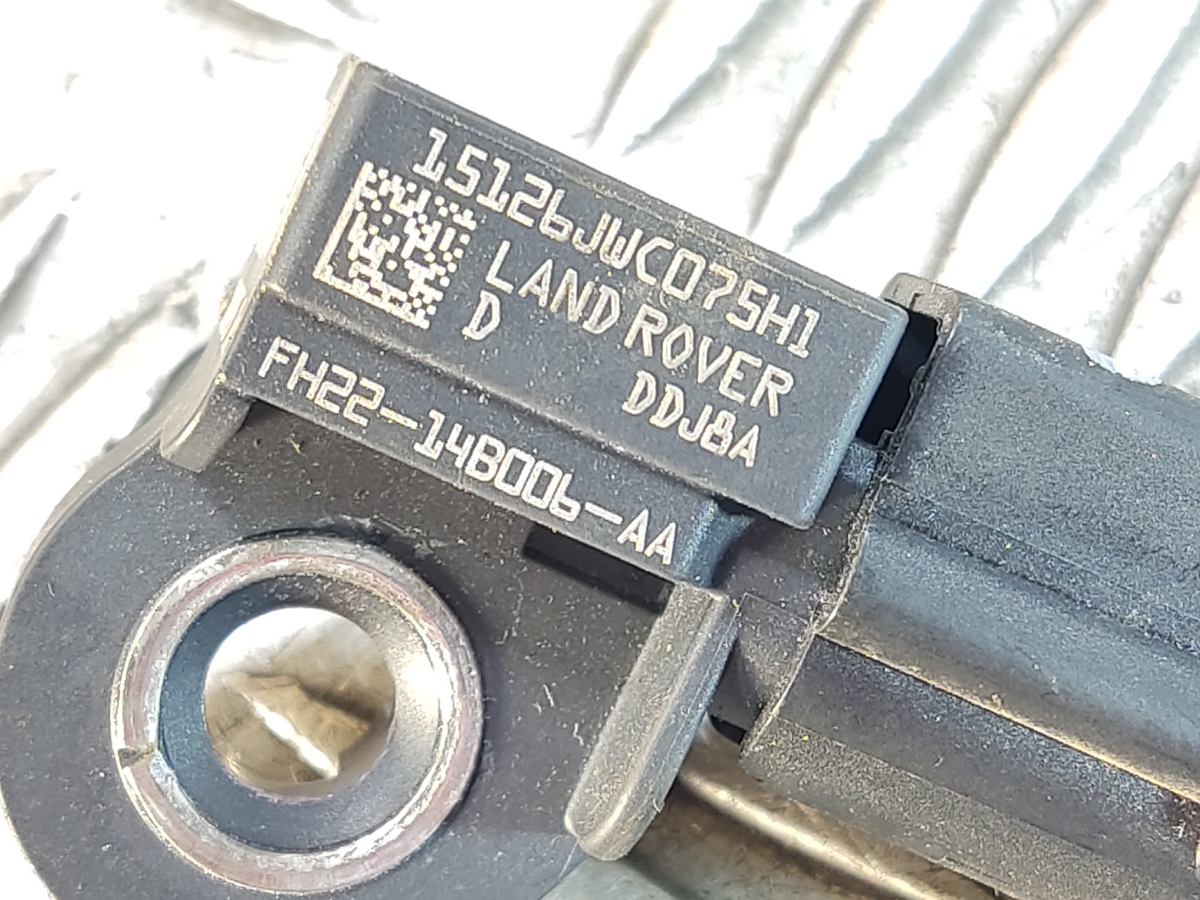 15126JWC075H1
LAND ROVER
D DDJ8A
FH22-14B006-AA